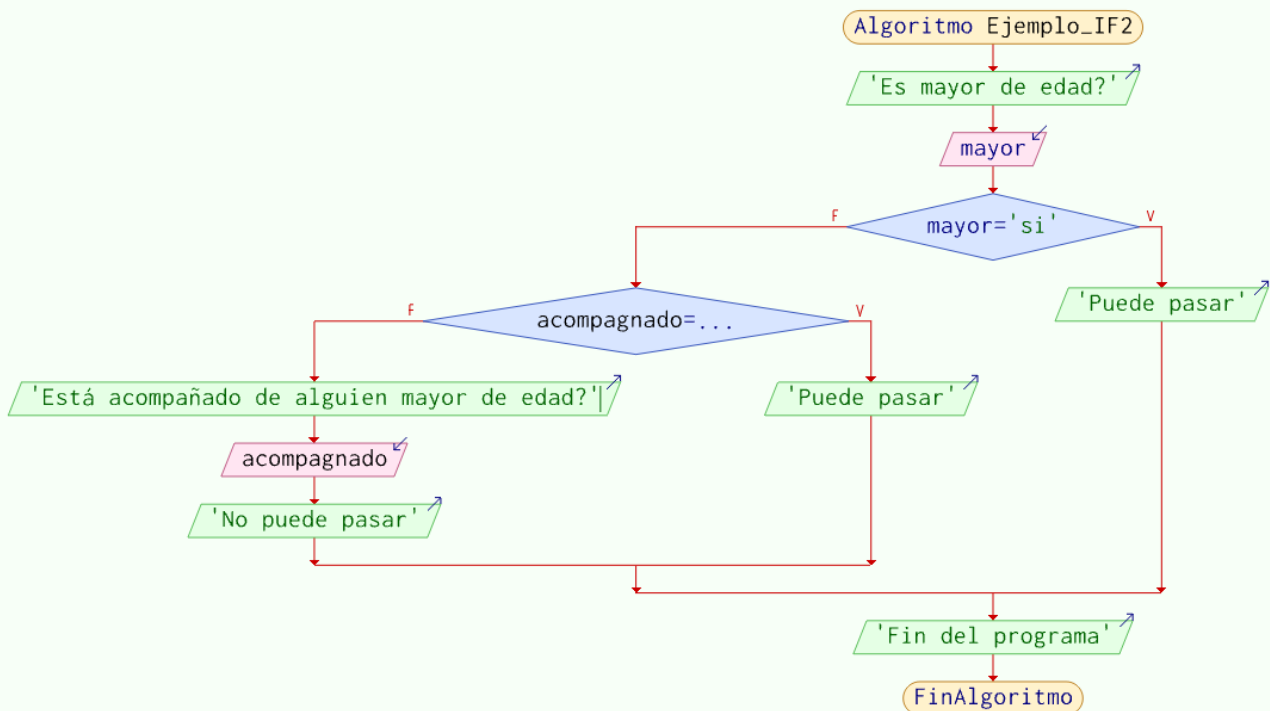 Algoritmo Ejemplo_IF2
'Es mayor de edad?'
mayor
mayor='si'
F
V
acompagnado=...
F
V
'Puede pasar'
'Está acompañado de alguien mayor de edad?'
'Puede pasar'
acompagnado
'No puede pasar'
'Fin del programa'
FinAlgoritmo